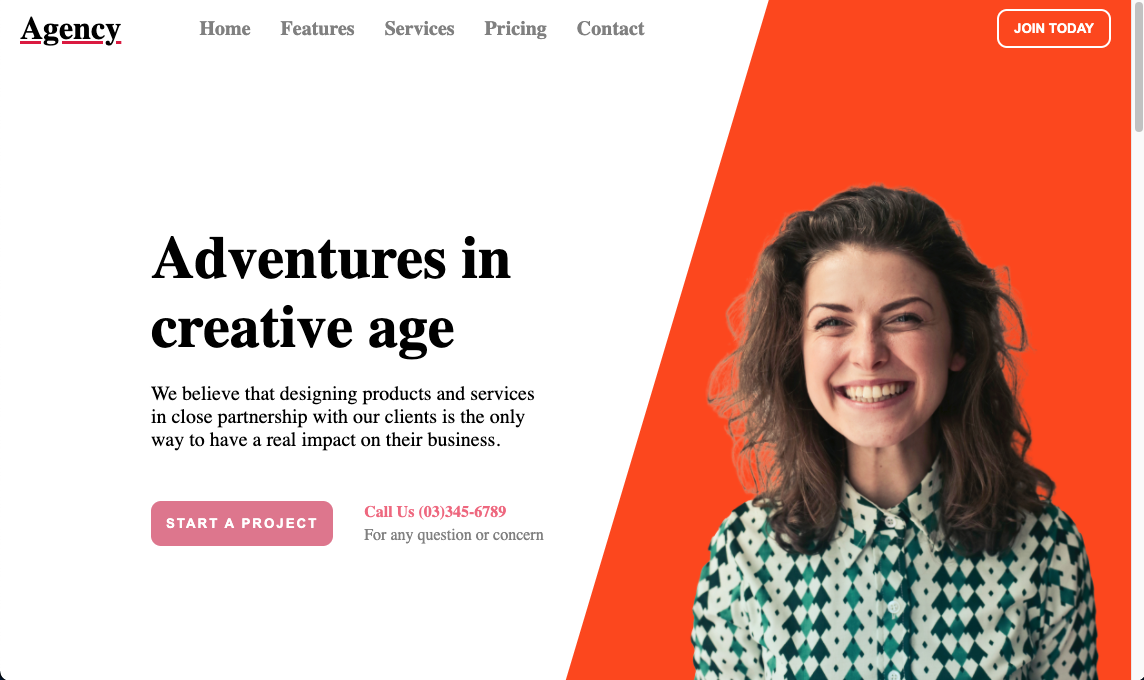 Agency
Home Features Services Pricing Contact
JOIN TODAY
Adventures in
creative age
We believe that designing products and services
in close partnership with our clients is the only
way to have a real impact on their business.
START A PROJECT
Call Us (03)345-6789
For any question or concern